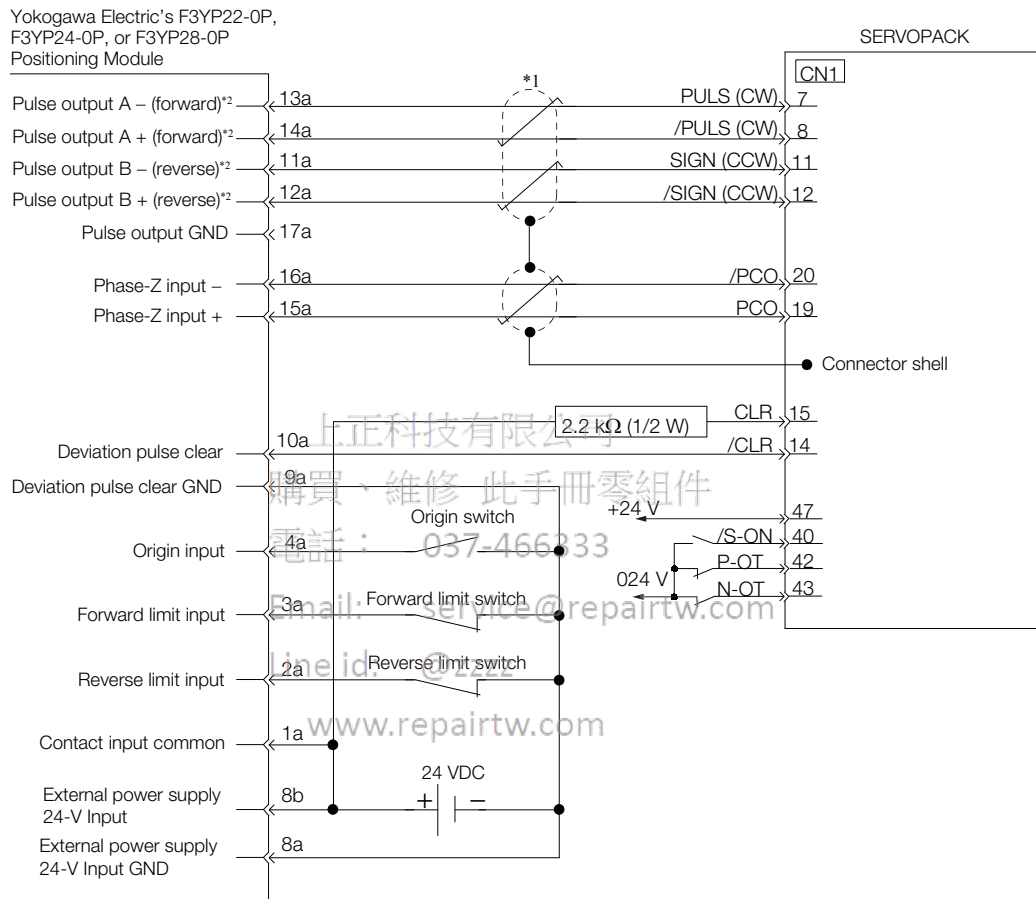 Yokogawa Electric's F3YP22-0P,
F3YP24-0P, or F3YP28-0P
Positioning Module
SERVOPACK
CN1
*1
Pulse output A – (forward)*2 13a PULS (CW) 7
Pulse output A + (forward)*2 14a /PULS (CW) 8
Pulse output B – (reverse)*2 11a SIGN (CCW) 11
Pulse output B + (reverse)*2 12a /SIGN (CCW) 12
Pulse output GND 17a
Phase-Z input – 16a /PCO 20
Phase-Z input + 15a PCO 19
Connector shell
上正科技有限公司
2.2 kΩ (1/2 W) CLR 15
Deviation pulse clear 10a /CLR 14
Deviation pulse clear GND 9a
購買、維修 此手冊零組件
+24 V 47
Origin switch
/S-ON 40
Origin input 4a
電話： 037-466333
P-OT 42
024 V N-OT 43
Forward limit switch
Forward limit input 3a
Email: service@repairtw.com
Reverse limit switch
Reverse limit input 2a
Line id: @zzzz
www.repairtw.com
Contact input common 1a
24 VDC
External power supply
24-V Input
8b + –
External power supply
24-V Input GND
8a